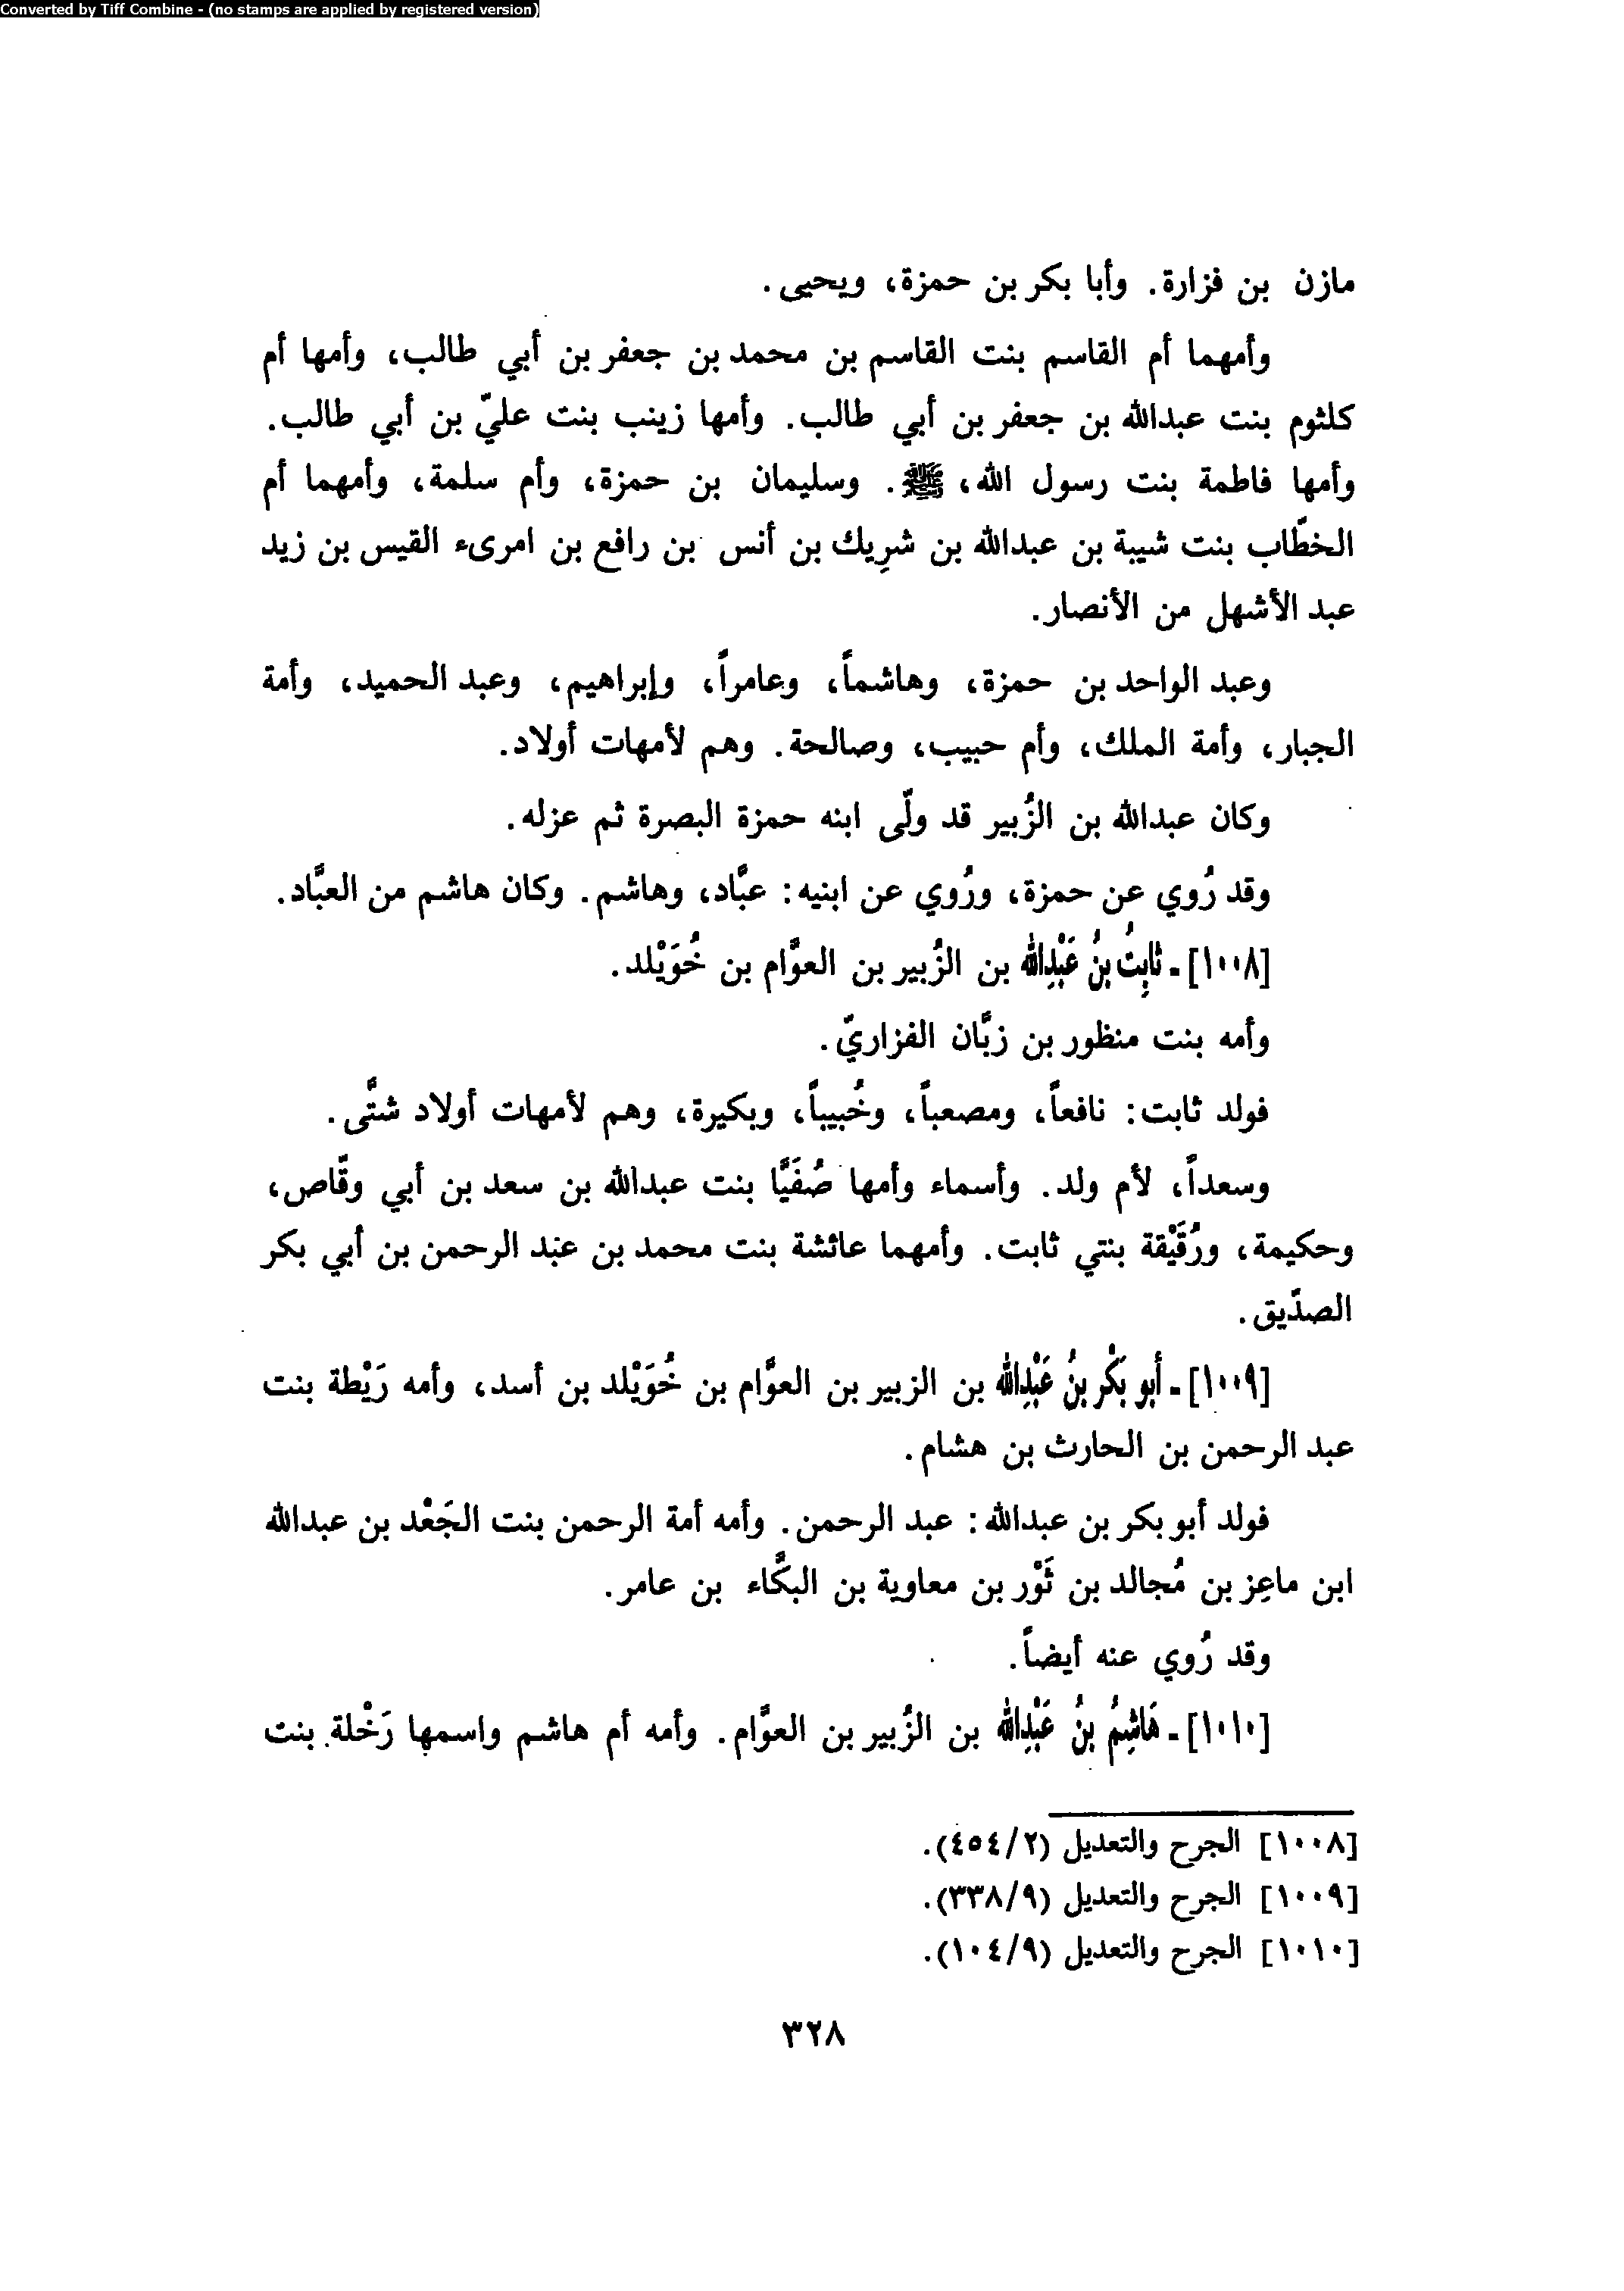 Converted by Tiff Combine - (no stamps are applied by registered version)
مازن بن فزارة. وأبا بكر بن حمزة، ويحيى.
وأمهما أم القاسم بنت القاسم بن محمد بن جعفر بن أبي طالب، وأمها أم
كلثوم بنت عبدالله بن جعفر بن أبي طالب. وأمها زينب بنت عليّ بن أبي طالب.
وأمها فاطمة بنت رسول الله، ﷺ. وسليمان بن حمزة، وأم سلمة، وأمهما أم
الخطّاب بنت شيبة بن عبدالله بن شرِيك بن أنس بن رافع بن امرىء القيس بن زيد
عبد الأشهل من الأنصار.
وعبد الواحد بن حمزة، وهاشماً، وعامراً، وإبراهيم، وعبد الحميد، وأمة
الجبار، وأمة الملك، وأم حبيب، وصالحة. وهم لأمهات أولاد.
وكان عبدالله بن الزُبير قد ولّى ابنه حمزة البصرة ثم عزله.
وقد رُوي عن حمزة، ورُوي عن ابنيه: عبَّاد، وهاشم. وكان هاشم من العبَّاد.
[١٠٠٨] - ثَابِتُ بنُ عَبْدِالله بن الزُبير بن العوَّام بن خُوَيْلد.
وأمه بنت منظور بن زبَّان الفزاريّ.
فولد ثابت: نافعاً، ومصعباً، وخُبيباً، وبكيرة، وهم لأمهات أولاد شتَّى.
وسعداً، لأم ولد. وأسماء وأمها صُفَيَّا بنت عبدالله بن سعد بن أبي وقّاص،
وحكيمة، ورُقَيْقة بنتي ثابت. وأمهما عائشة بنت محمد بن عبد الرحمن بن أبي بكر
الصدّيق.
[١٠٠٩] - أَبو بَكْر بنُ عَبْدِالله بن الزبير بن العوَّام بن خُوَيْلد بن أسد، وأمه رَيْطة بنت
عبد الرحمن بن الحارث بن هشام.
فولد أبو بكر بن عبدالله: عبد الرحمن. وأمه أمة الرحمن بنت الجَعْد بن عبدالله
ابن ماعِز بن مُجالد بن ثَوْر بن معاوية بن البكَّاء بن عامر.
وقد رُوي عنه أيضاً.
[١٠١٠] - هَاشِمُ بنُ عَبْدِالله بن الزُبير بن العوَّام. وأمه أم هاشم واسمها رَحْلة بنت
[١٠٠٨] الجرح والتعديل (٢/ ٤٥٤).
[١٠٠٩] الجرح والتعديل (٩/ ٣٣٨).
[١٠١٠] الجرح والتعديل (٩/ ١٠٤).
٣٢٨